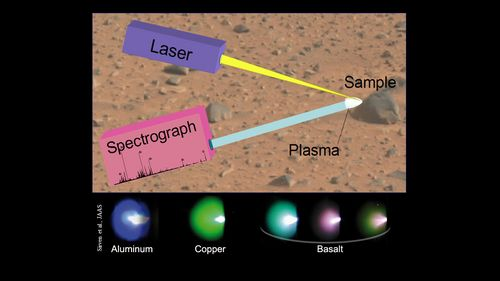 Laser
Sample
Spectrograph
Plasma
Sirven et al., JAAS
Aluminum
Copper
Basalt